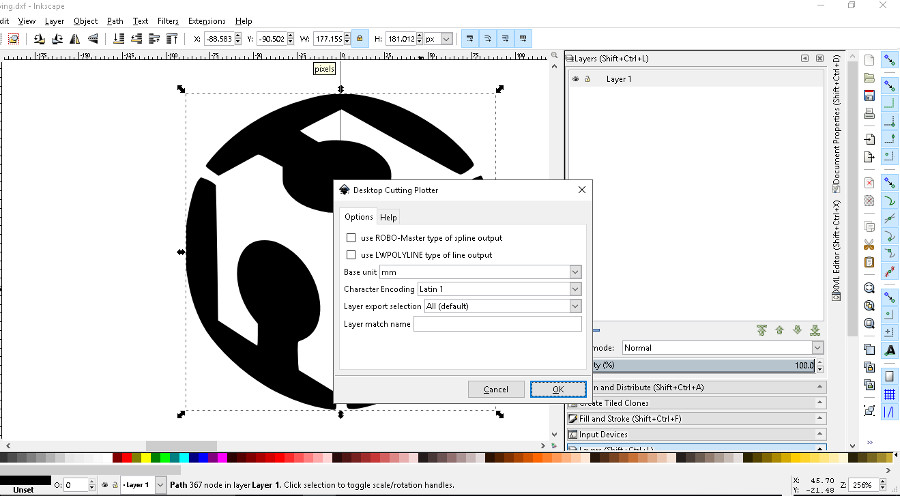 ping.dxf - Inkscape
dit View Layer Object Path Text Filters Extensions Help
X: -88.583 Y: -90.502 W: 177.155 H: 181.012 px
pixels
Layers (Shift+Ctrl+L)
Layer 1
Document Properties (Shift+Ctrl+D)
XML Editor (Shift+Ctrl+X)
Desktop Cutting Plotter
Options Help
use ROBO-Master type of spline output
use LWPOLYLINE type of line output
Base unit mm
Character Encoding Latin 1
Layer export selection All (default)
Layer match name
Cancel OK
mode: Normal
ty (%) 100.0
n and Distribute (Shift+Ctrl+A)
Create Tiled Clones
Fill and Stroke (Shift+Ctrl+F)
Input Devices
Layers (Shift+Ctrl+L)
Unset
O: 0
Layer 1
Path 367 node in layer Layer 1. Click selection to toggle scale/rotation handles.
X: 45.70
Y: -21.48
Z: 256%